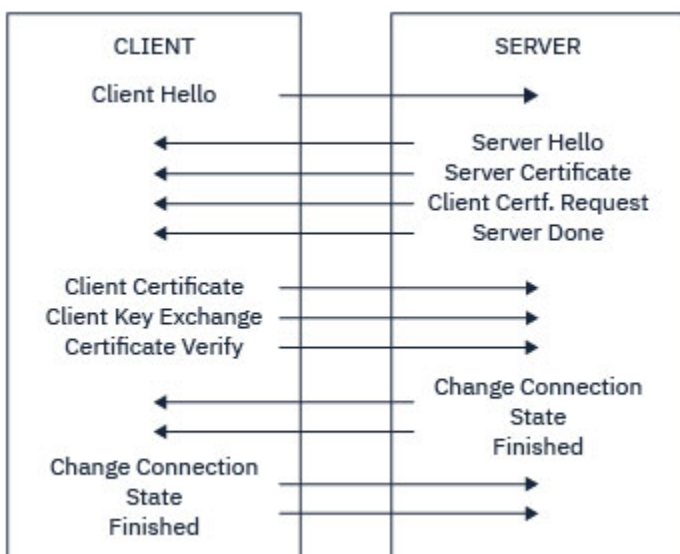 CLIENT
SERVER
Client Hello
Server Hello
Server Certificate
Client Certf. Request
Server Done
Client Certificate
Client Key Exchange
Certificate Verify
Change Connection
State
Finished
Change Connection
State
Finished